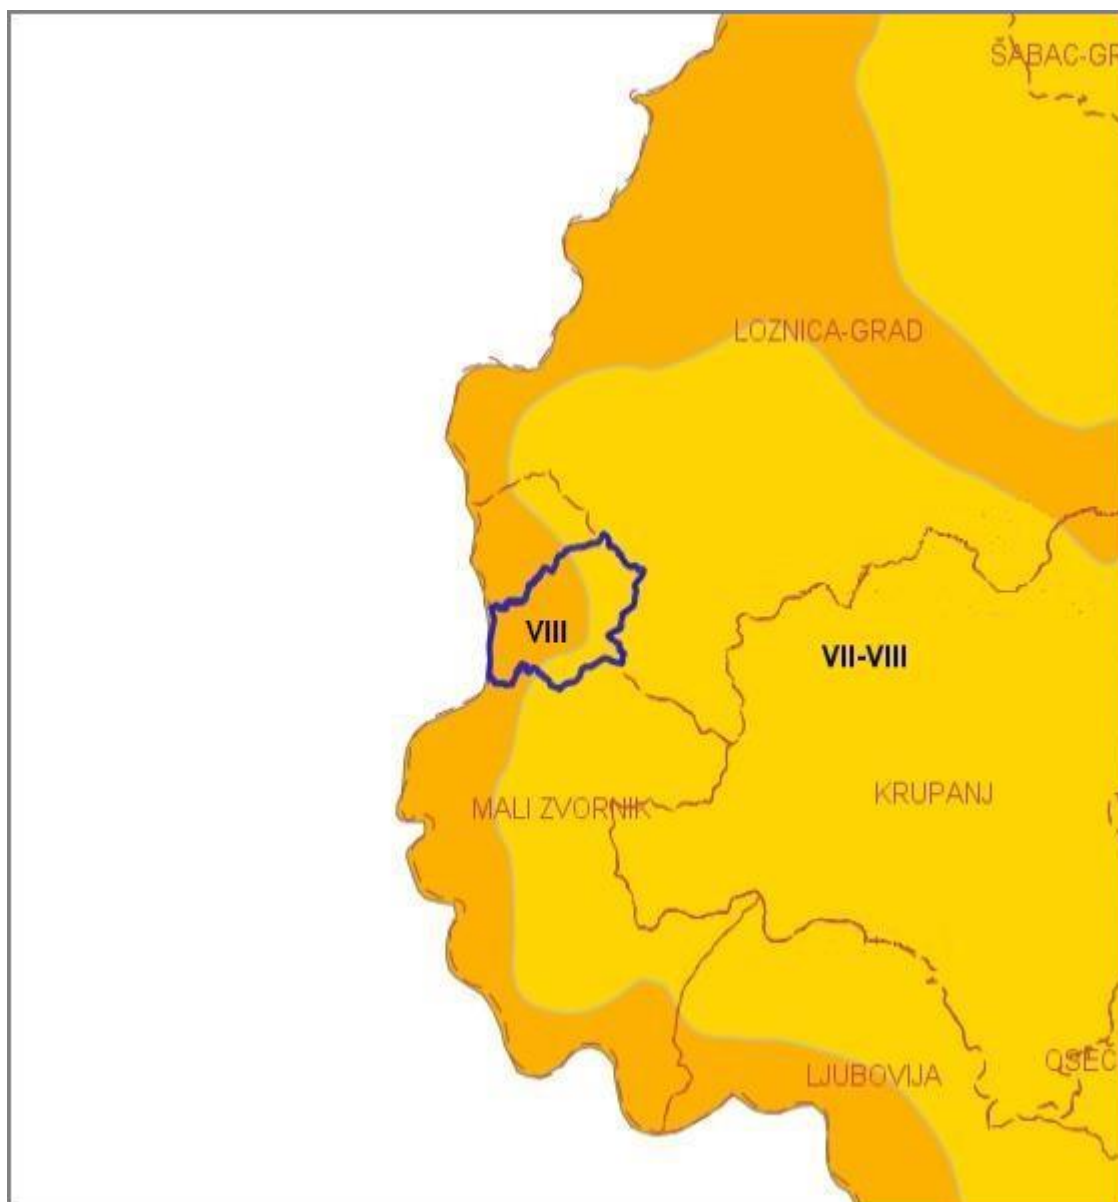 ŠABAC-GR
LOZNICA-GRAD
VIII
VII-VIII
MALI ZVORNIK
KRUPANJ
LJUBOVIJA
OSEČ